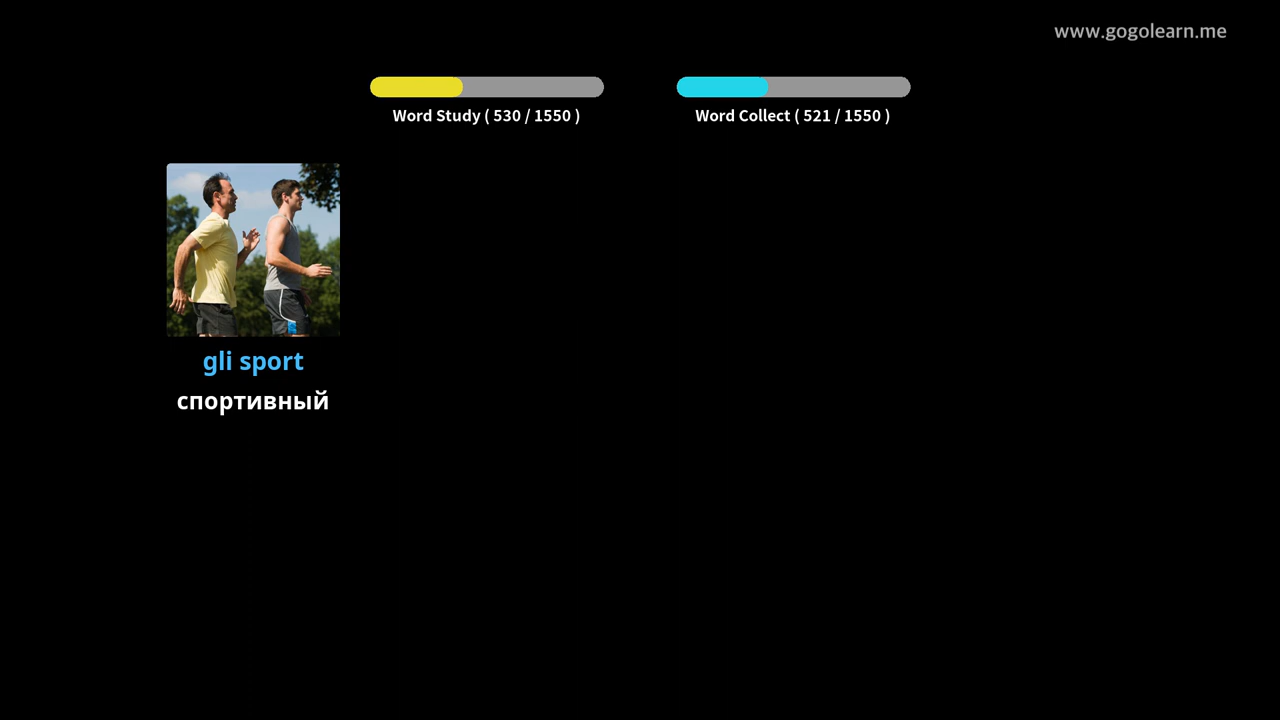 www.gogolearn.me
Word Study ( 530 / 1550 )
Word Collect ( 521 / 1550 )
gli sport
спортивный